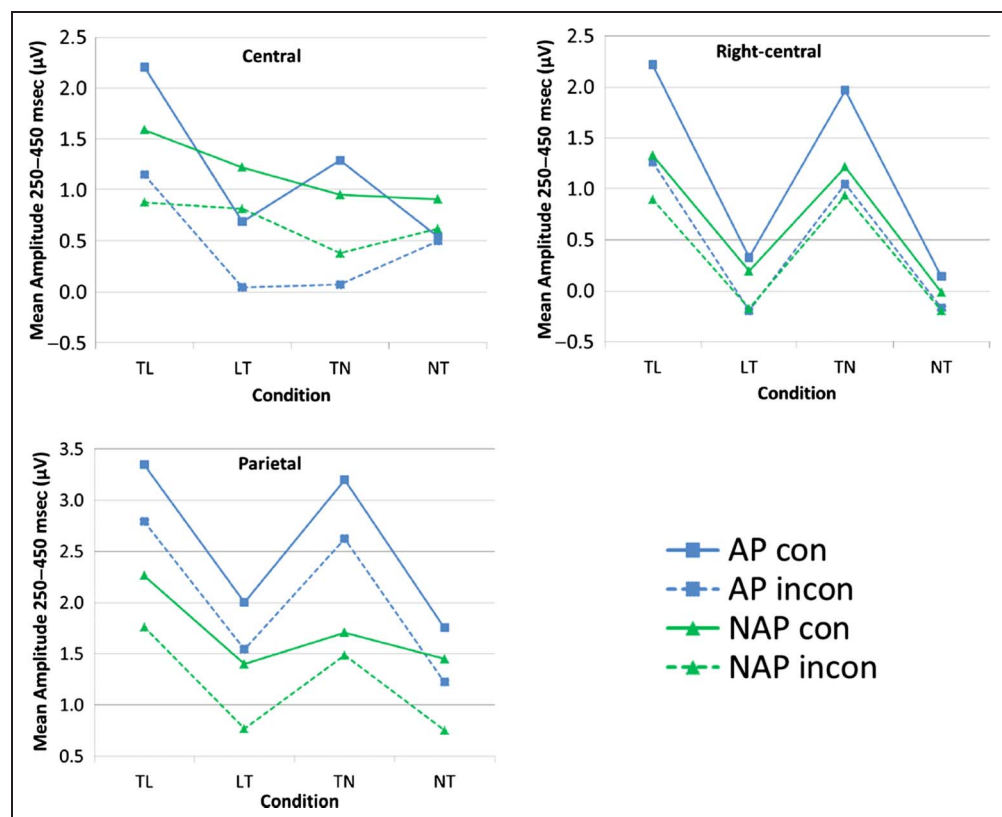 Central
Mean Amplitude 250–450 msec (µV)
2.5
2.0
1.5
1.0
0.5
0.0
–0.5
TL LT TN NT
Condition
Right-central
Mean Amplitude 250–450 msec (µV)
2.5
2.0
1.5
1.0
0.5
0.0
–0.5
TL LT TN NT
Condition
Parietal
Mean Amplitude 250–450 msec (µV)
3.5
3.0
2.5
2.0
1.5
1.0
0.5
TL LT TN NT
Condition
AP con
AP incon
NAP con
NAP incon